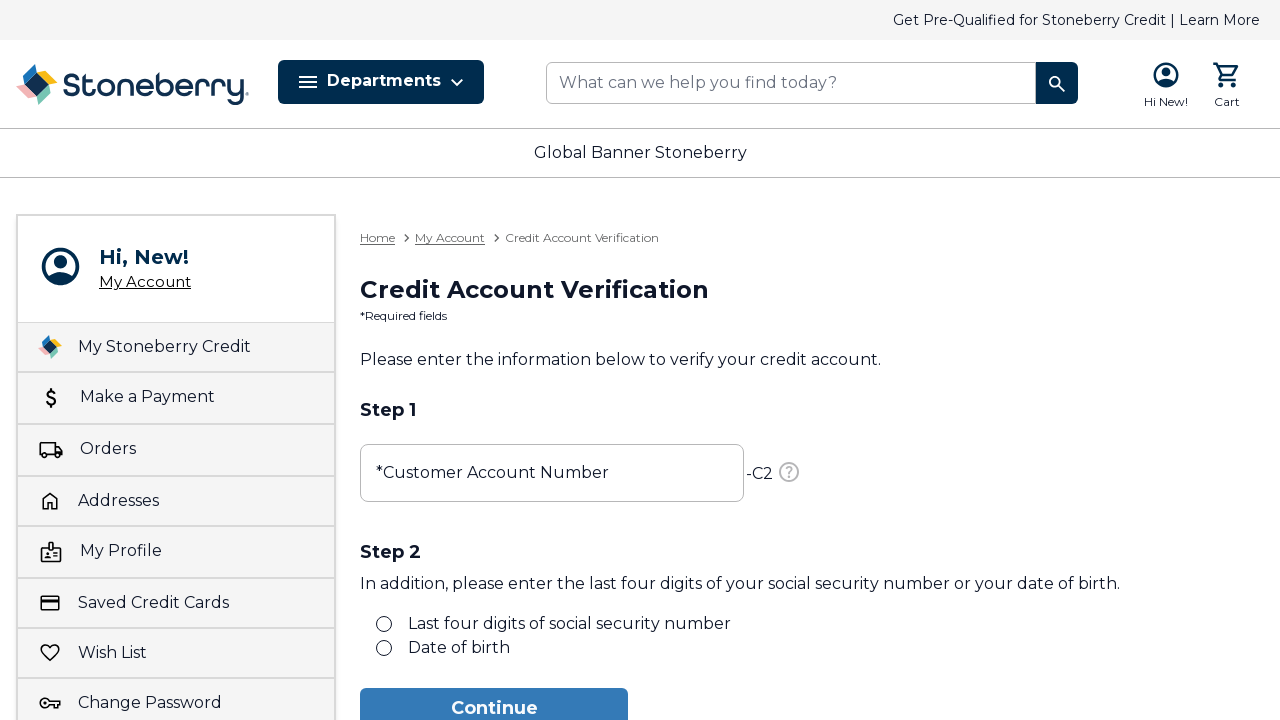 Get Pre-Qualified for Stoneberry Credit | Learn More
Stoneberry
Departments
What can we help you find today?
Hi New!
Cart
Global Banner Stoneberry
Hi, New!
My Account
My Stoneberry Credit
Make a Payment
Orders
Addresses
My Profile
Saved Credit Cards
Wish List
Change Password
Home > My Account > Credit Account Verification
Credit Account Verification
*Required fields
Please enter the information below to verify your credit account.
Step 1
*Customer Account Number -C2 ?
Step 2
In addition, please enter the last four digits of your social security number or your date of birth.
Last four digits of social security number
Date of birth
Continue